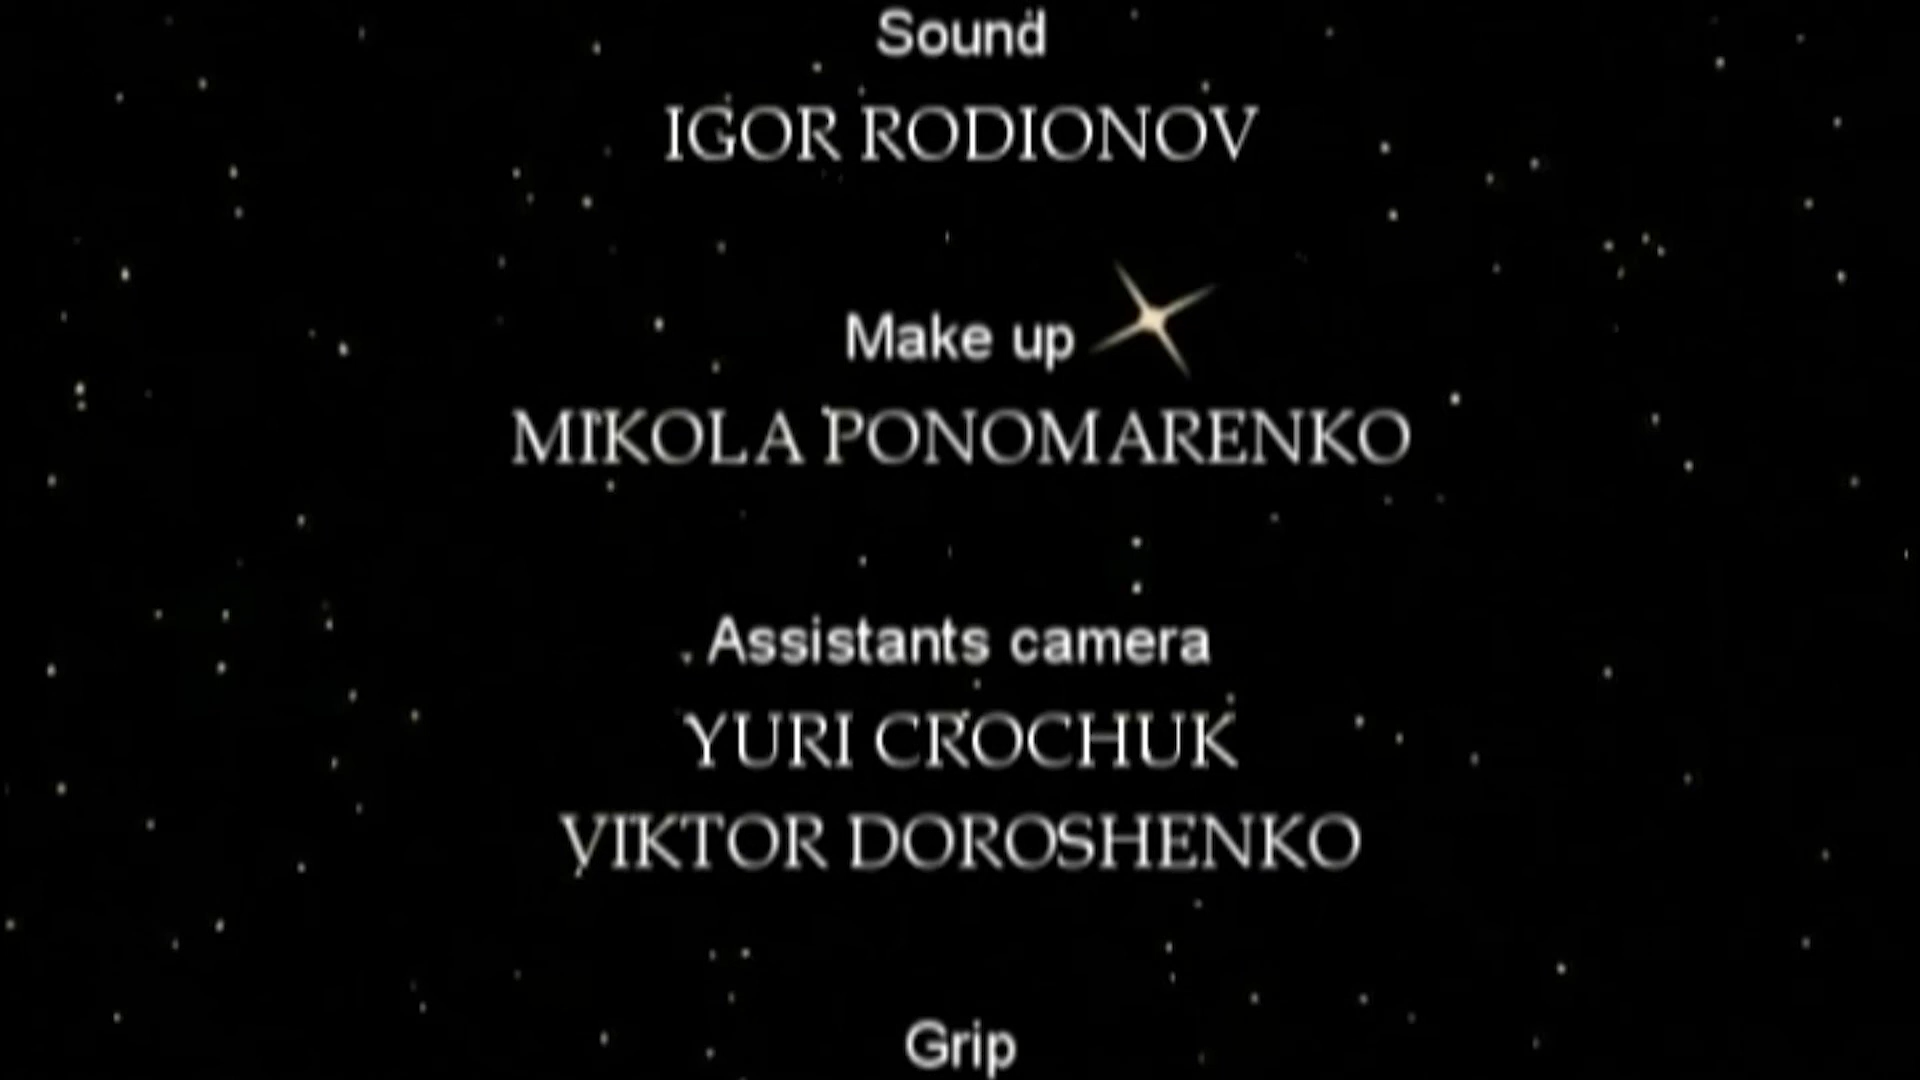 Sound
IGOR RODIONOV
Make up
MIKOLA PONOMARENKO
Assistants camera
YURI CROCHUK
VIKTOR DOROSHENKO
Grip